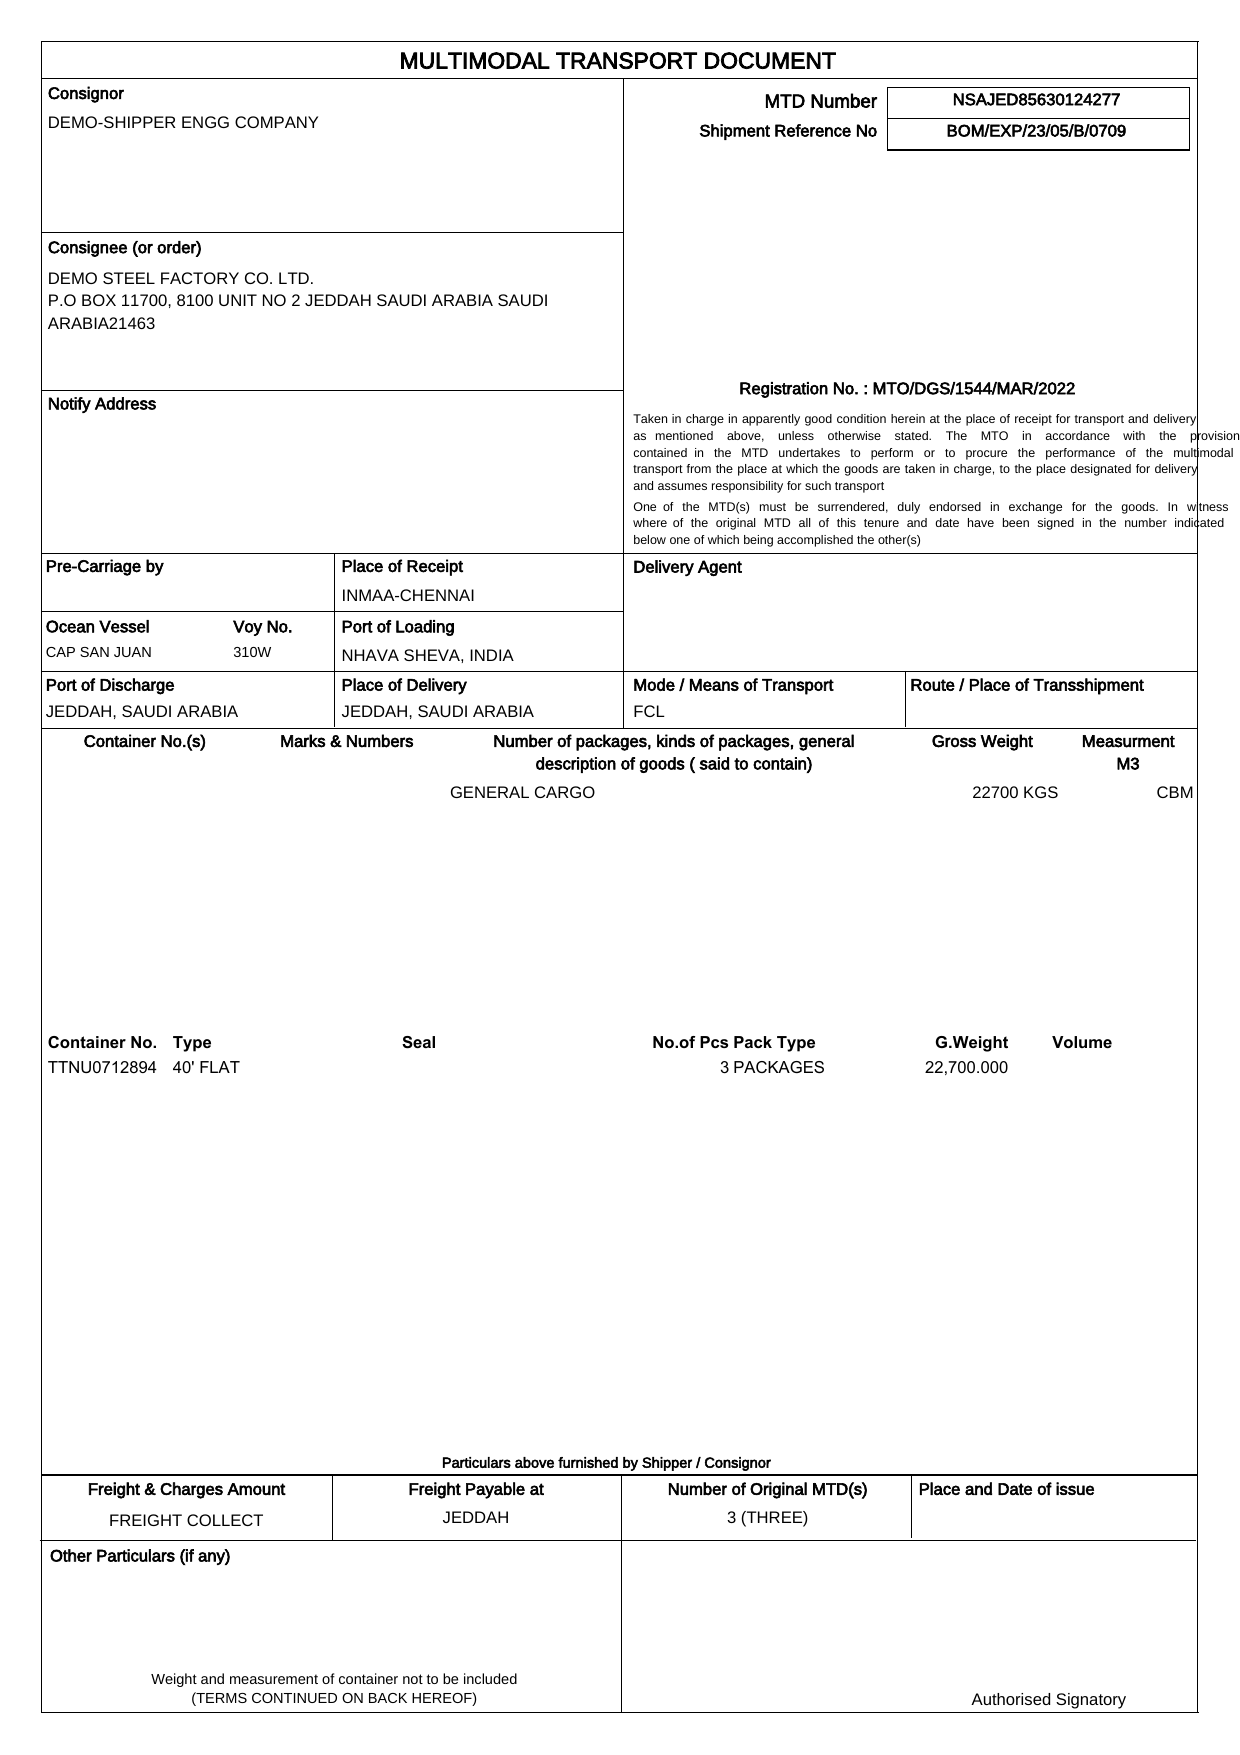 MULTIMODAL TRANSPORT DOCUMENT
Consignor
DEMO-SHIPPER ENGG COMPANY
MTD Number NSAJED85630124277
Shipment Reference No BOM/EXP/23/05/B/0709
Consignee (or order)
DEMO STEEL FACTORY CO. LTD.
P.O BOX 11700, 8100 UNIT NO 2 JEDDAH SAUDI ARABIA SAUDI
ARABIA21463
Notify Address
Registration No. : MTO/DGS/1544/MAR/2022
Taken in charge in apparently good condition herein at the place of receipt for transport and delivery
as mentioned above, unless otherwise stated. The MTO in accordance with the provision
contained in the MTD undertakes to perform or to procure the performance of the multimodal
transport from the place at which the goods are taken in charge, to the place designated for delivery
and assumes responsibility for such transport
One of the MTD(s) must be surrendered, duly endorsed in exchange for the goods. In witness
where of the original MTD all of this tenure and date have been signed in the number indicated
below one of which being accomplished the other(s)
Pre-Carriage by
Place of Receipt
INMAA-CHENNAI
Delivery Agent
Ocean Vessel Voy No.
CAP SAN JUAN 310W
Port of Loading
NHAVA SHEVA, INDIA
Port of Discharge
JEDDAH, SAUDI ARABIA
Place of Delivery
JEDDAH, SAUDI ARABIA
Mode / Means of Transport
FCL
Route / Place of Transshipment
Container No.(s) Marks & Numbers Number of packages, kinds of packages, general Gross Weight Measurment
description of goods ( said to contain) M3
GENERAL CARGO 22700 KGS CBM
Container No. Type Seal No.of Pcs Pack Type G.Weight Volume
TTNU0712894 40' FLAT 3 PACKAGES 22,700.000
Particulars above furnished by Shipper / Consignor
Freight & Charges Amount
FREIGHT COLLECT
Freight Payable at
JEDDAH
Number of Original MTD(s)
3 (THREE)
Place and Date of issue
Other Particulars (if any)
Weight and measurement of container not to be included
(TERMS CONTINUED ON BACK HEREOF)
Authorised Signatory